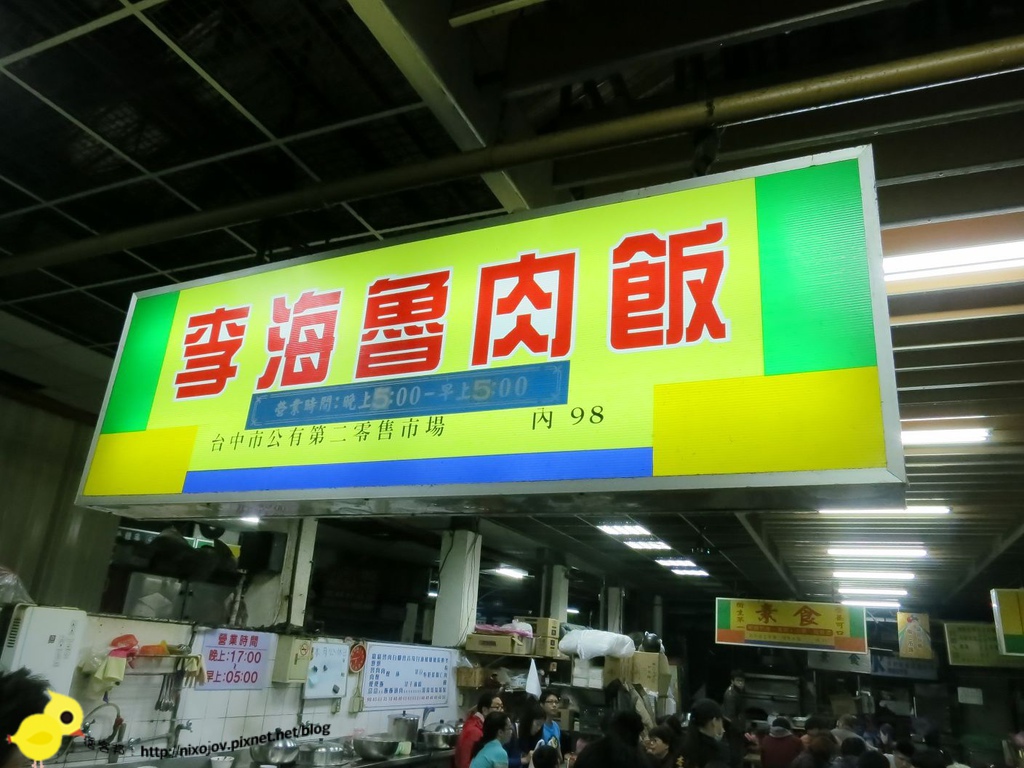 李海魯肉飯
營業時間:晚上5:00-早上5:00
台中市公有第二零售市場 內 98
素食
營業時間
晚上:17:00
早上:05:00
http://nixojov.pixnet.net/blog